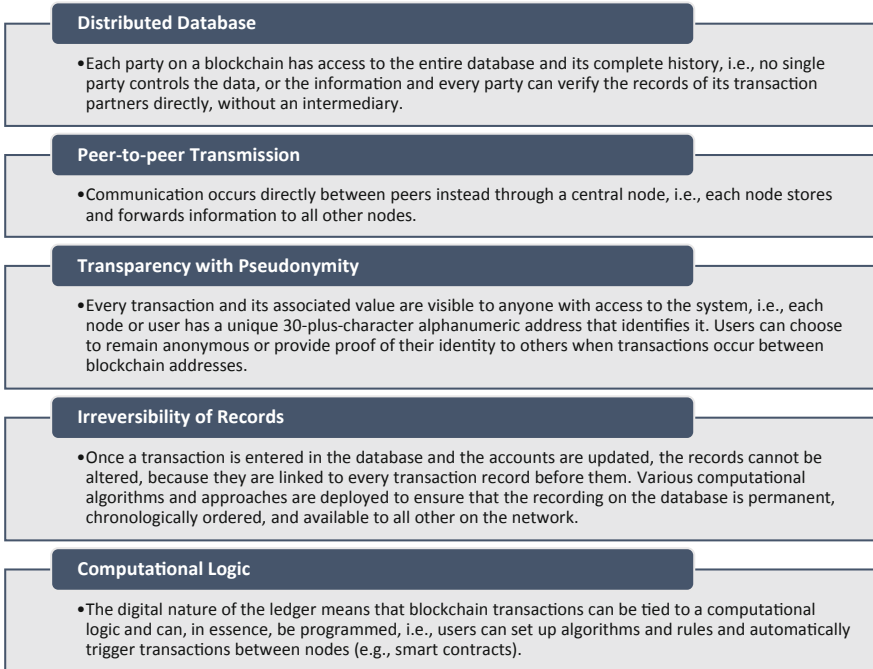 Distributed Database
•Each party on a blockchain has access to the entire database and its complete history, i.e., no single
party controls the data, or the information and every party can verify the records of its transaction
partners directly, without an intermediary.
Peer-to-peer Transmission
•Communication occurs directly between peers instead through a central node, i.e., each node stores
and forwards information to all other nodes.
Transparency with Pseudonymity
•Every transaction and its associated value are visible to anyone with access to the system, i.e., each
node or user has a unique 30-plus-character alphanumeric address that identifies it. Users can choose
to remain anonymous or provide proof of their identity to others when transactions occur between
blockchain addresses.
Irreversibility of Records
•Once a transaction is entered in the database and the accounts are updated, the records cannot be
altered, because they are linked to every transaction record before them. Various computational
algorithms and approaches are deployed to ensure that the recording on the database is permanent,
chronologically ordered, and available to all other on the network.
Computational Logic
•The digital nature of the ledger means that blockchain transactions can be tied to a computational
logic and can, in essence, be programmed, i.e., users can set up algorithms and rules and automatically
trigger transactions between nodes (e.g., smart contracts).